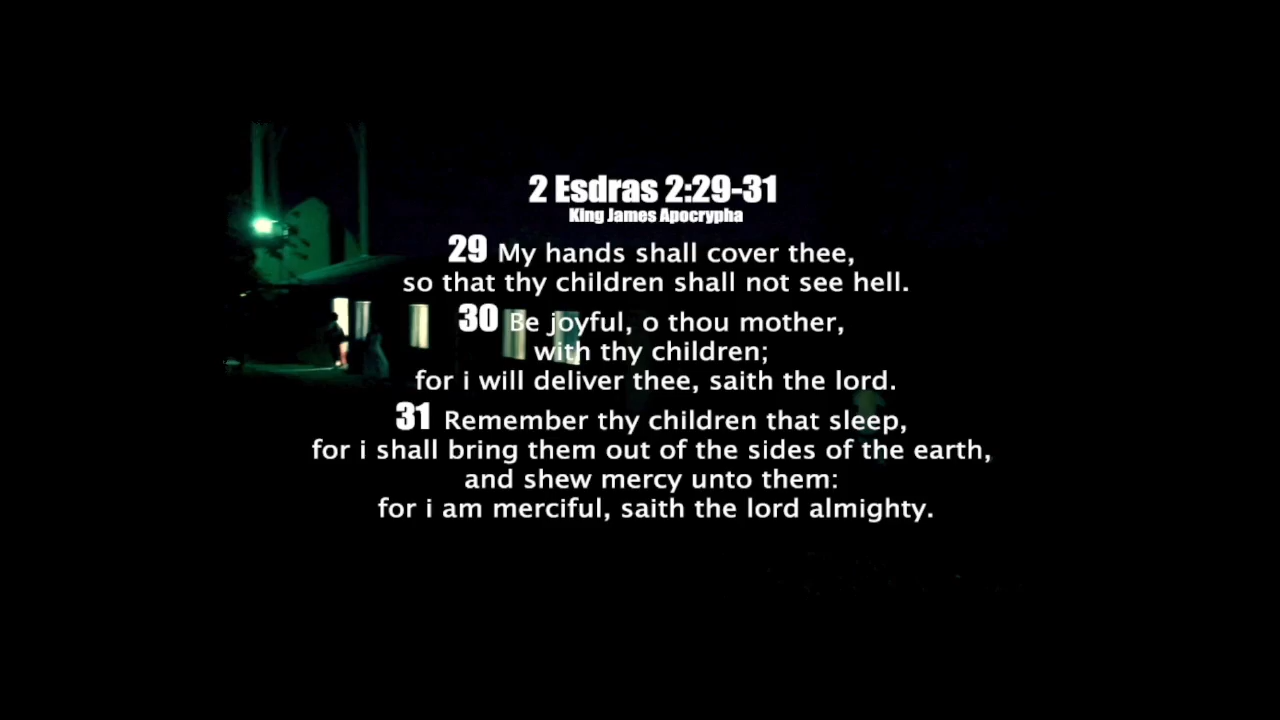 2 Esdras 2:29-31
King James Apocrypha
29 My hands shall cover thee,
so that thy children shall not see hell.
30 Be joyful, o thou mother,
with thy children;
for i will deliver thee, saith the lord.
31 Remember thy children that sleep,
for i shall bring them out of the sides of the earth,
and shew mercy unto them:
for i am merciful, saith the lord almighty.